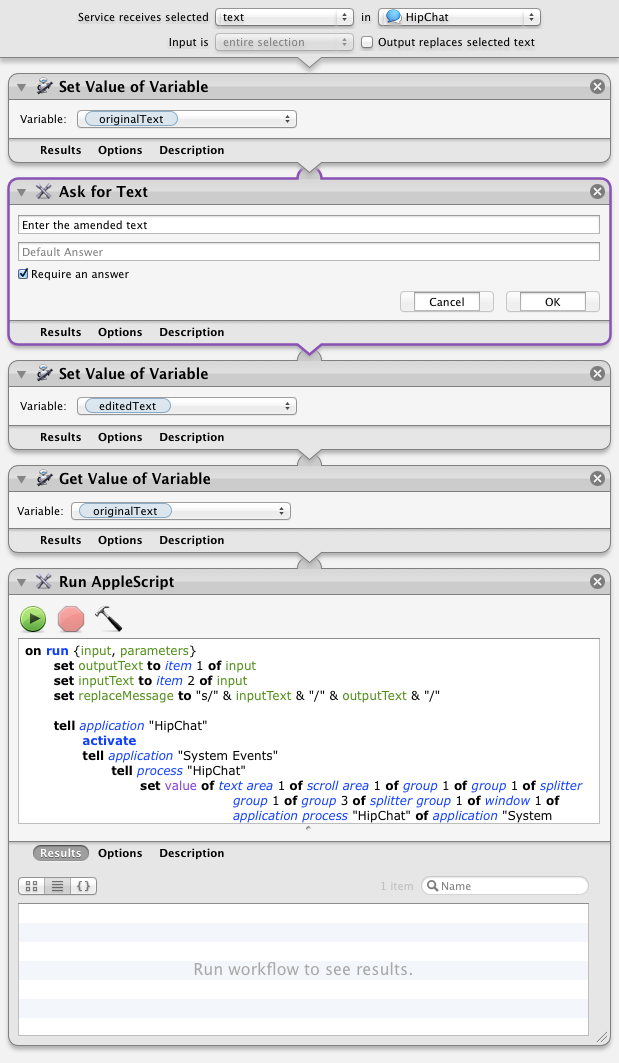 Service receives selected text in HipChat
Input is entire selection Output replaces selected text
Set Value of Variable
Variable: originalText
Results Options Description
Ask for Text
Enter the amended text
Default Answer
Require an answer
Cancel OK
Results Options Description
Set Value of Variable
Variable: editedText
Results Options Description
Get Value of Variable
Variable: originalText
Results Options Description
Run AppleScript
on run {input, parameters}
set outputText to item 1 of input
set inputText to item 2 of input
set replaceMessage to "s/" & inputText & "/" & outputText & "/"
tell application "HipChat"
activate
tell application "System Events"
tell process "HipChat"
set value of text area 1 of scroll area 1 of group 1 of group 1 of splitter
group 1 of group 3 of splitter group 1 of window 1 of
application process "HipChat" of application "System
Results Options Description
{} 1 item Name
Run workflow to see results.